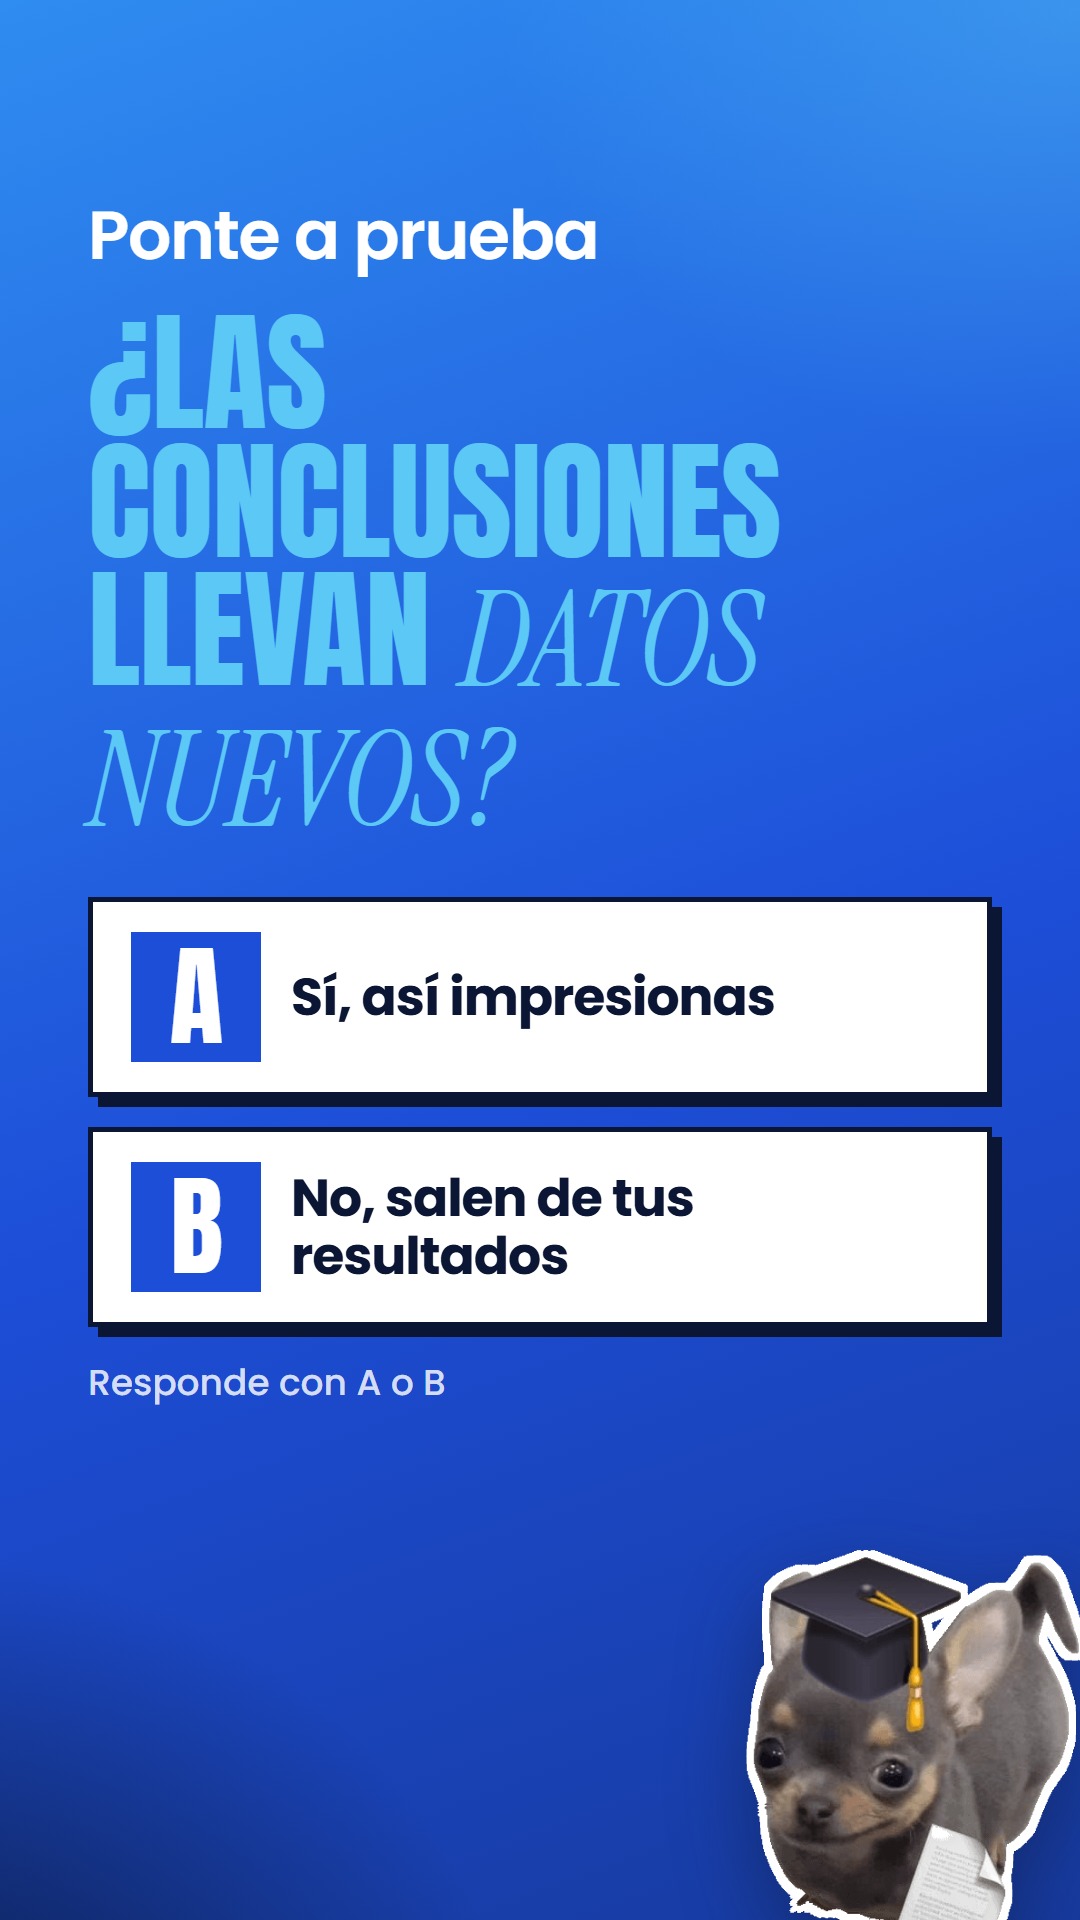 Ponte a prueba
¿LAS
CONCLUSIONES
LLEVAN DATOS
NUEVOS?
A
Sí, así impresionas
B
No, salen de tus
resultados
Responde con A o B